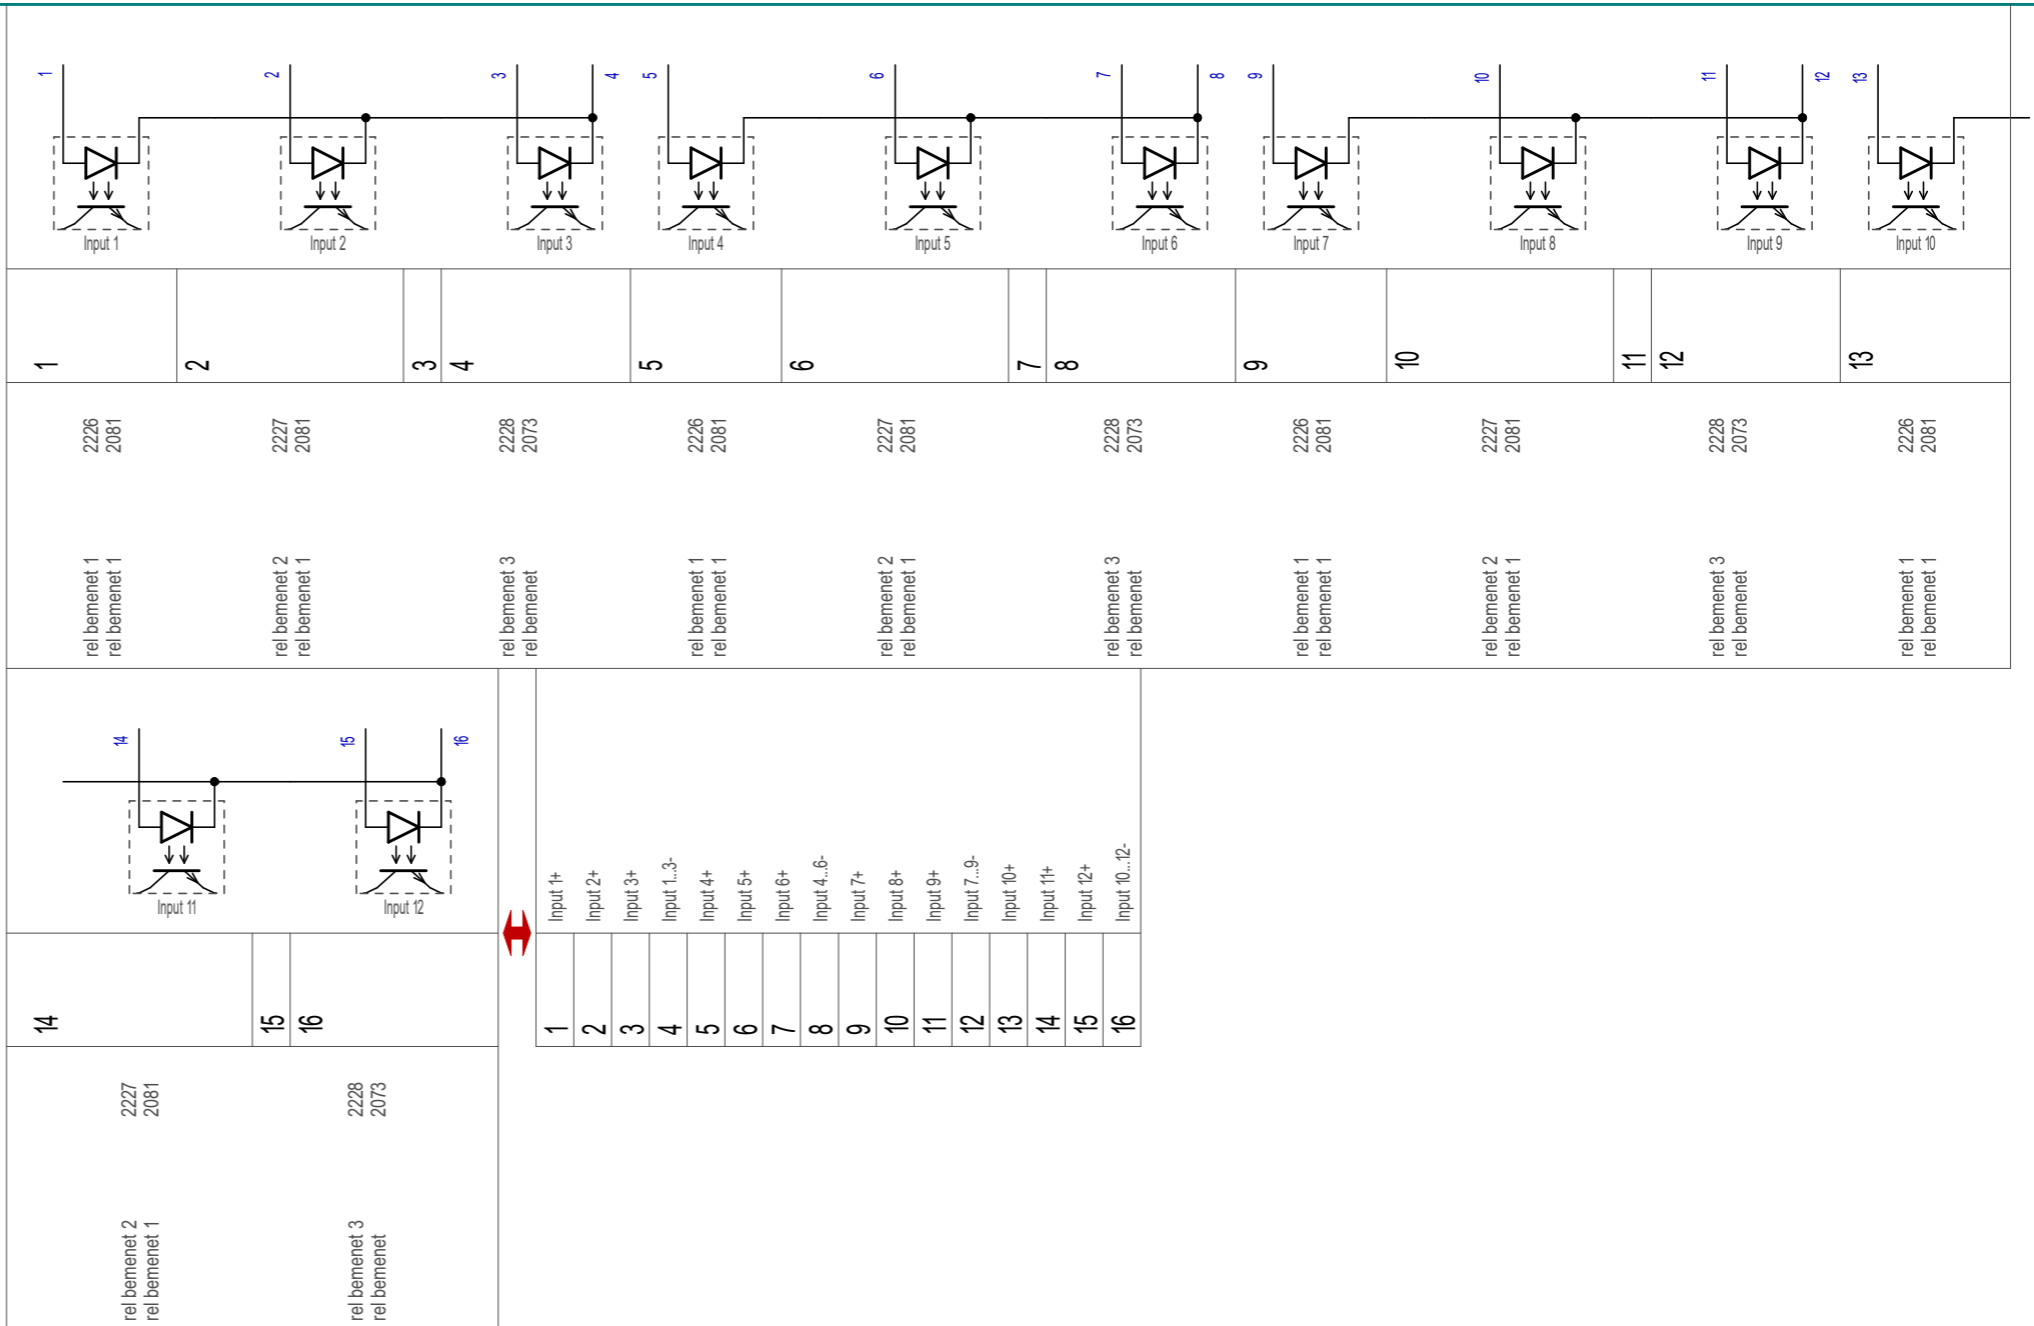 1
2
3
4
5
6
7
8
9
10
11
12
13
Input 1
Input 2
Input 3
Input 4
Input 5
Input 6
Input 7
Input 8
Input 9
Input 10
1
2
3
4
5
6
7
8
9
10
11
12
13
2226
2081
2227
2081
2228
2073
2226
2081
2227
2081
2228
2073
2226
2081
2227
2081
2228
2073
2226
2081
rel bemenet 1
rel bemenet 1
rel bemenet 2
rel bemenet 1
rel bemenet 3
rel bemenet
rel bemenet 1
rel bemenet 1
rel bemenet 2
rel bemenet 1
rel bemenet 3
rel bemenet
rel bemenet 1
rel bemenet 1
rel bemenet 2
rel bemenet 1
rel bemenet 3
rel bemenet
rel bemenet 1
rel bemenet 1
14
15
16
Input 11
Input 12
14
15
16
2227
2081
2228
2073
rel bemenet 2
rel bemenet 1
rel bemenet 3
rel bemenet
Input 1+
Input 2+
Input 3+
Input 1...3-
Input 4+
Input 5+
Input 6+
Input 4...6-
Input 7+
Input 8+
Input 9+
Input 7...9-
Input 10+
Input 11+
Input 12+
Input 10...12-
1
2
3
4
5
6
7
8
9
10
11
12
13
14
15
16